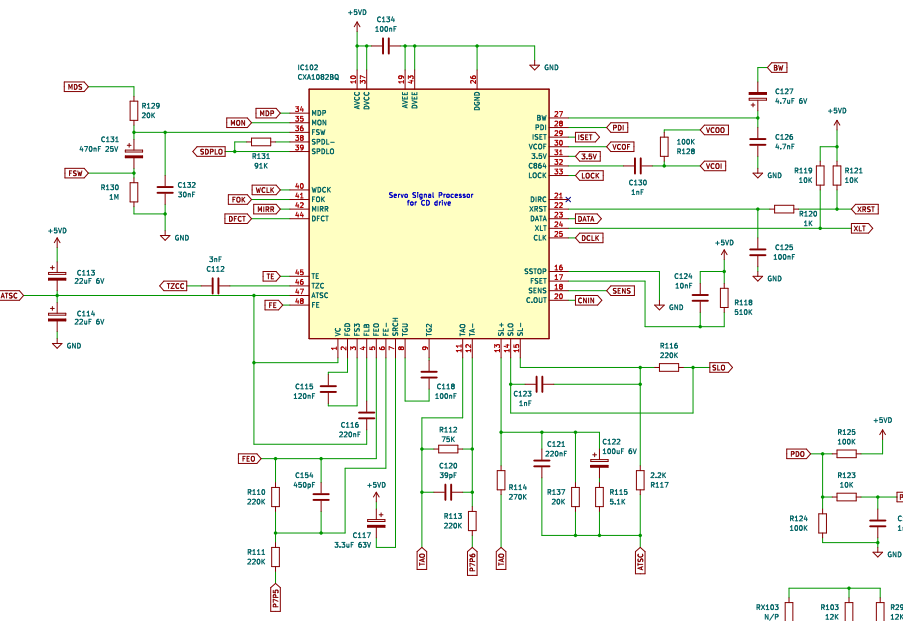 +5VD
C134
100nF
GND
IC102
CXA1082BQ
10
37
19
43
26
AVCC
DVCC
AVEE
DVEE
DGND
MDS
R129
20K
C131
470nF 25V
FSW
R130
1M
C132
30nF
GND
MDP
MON
34
35
36
38
39
MDP
MON
FSW
SPDL-
SPDLO
SDPLO
R131
91K
WCLK
FOK
MIRR
DFCT
40
41
42
44
WDCK
FOK
MIRR
DFCT
Servo Signal Processor
for CD drive
+5VD
C113
22uF 6V
ATSC
C114
22uF 6V
GND
3nF
C112
TZCC
TE
FE
45
46
47
48
TE
TZC
ATSC
FE
BW
C127
4.7uF 6V
C126
4.7nF
GND
+5VD
27
28
29
30
31
32
33
BW
PDI
ISET
VCOF
3.5V
C864
LOCK
PDI
ISET
VCOF
3.5V
LOCK
VCOO
100K
R128
VCOI
C130
1nF
R119
10K
R121
10K
21
22
23
24
25
DIRC
XRST
DATA
XLT
CLK
DATA
DCLK
R120
1K
XRST
XLT
C125
100nF
GND
16
17
18
20
SSTOP
FSET
SENS
C.OUT
SENS
CNIN
GND
+5VD
C124
10nF
R118
510K
VC
FGD
FS3
FLB
FEO
FE-
SRCH
TGU
TG2
TAO
TA-
SL+
SLO
SL-
1
2
3
4
5
6
7
8
9
11
12
13
14
15
C115
120nF
C116
220nF
C118
100nF
C123
1nF
R116
220K
SLO
FEO
C154
450pF
R110
220K
R111
220K
P7P5
+5VD
C117
3.3uF 63V
R112
75K
C120
39pF
R113
220K
TAO
P7P6
TAO
R114
270K
C121
220nF
R137
20K
C122
100uF 6V
R115
5.1K
2.2K
R117
ATSC
PDO
R125
100K
+5VD
R123
10K
R124
100K
GND
RX103
N/P
R103
12K
R29
12K